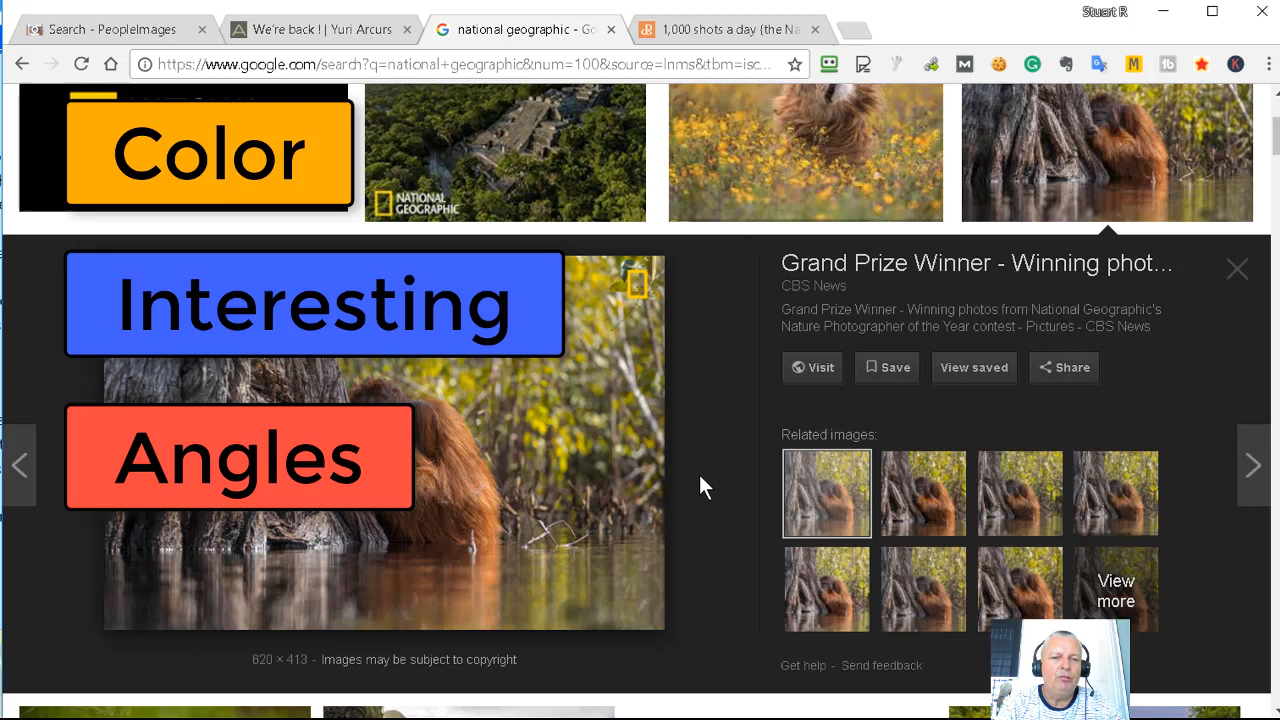 Stuart R
Search - PeopleImages
We're back ! | Yuri Arcurs
national geographic - Go
1,000 shots a day (the Na
https://www.google.com/search?q=national+geographic&num=100&source=lnms&tbm=isc...
Color
NATIONAL
GEOGRAPHIC
Interesting
Angles
Grand Prize Winner - Winning phot...
CBS News
Grand Prize Winner - Winning photos from National Geographic's
Nature Photographer of the Year contest - Pictures - CBS News
Visit
Save
View saved
Share
Related images:
View
more
620 × 413 - Images may be subject to copyright
Get help - Send feedback